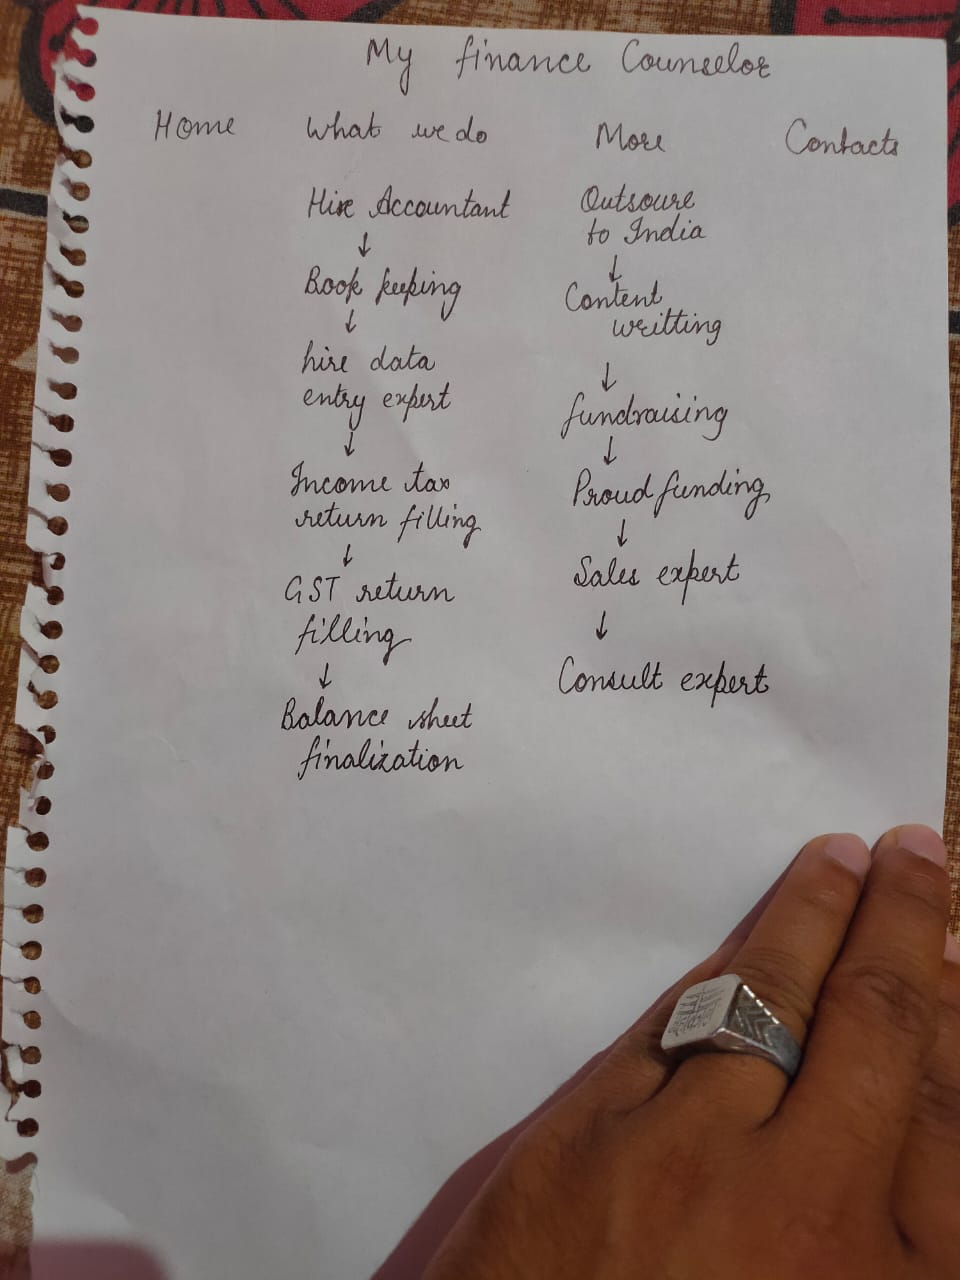 My finance Counselor
Home What we do More Contacts
Hire Accountant
↓
Book keeping
↓
hire data
entry expert
↓
Income tax
return filling
↓
GST return
filling
↓
Balance sheet
finalization
Outsoure
to India
↓
Content
writting
↓
fundraising
↓
Proud funding
↓
Sales expert
↓
Consult expert